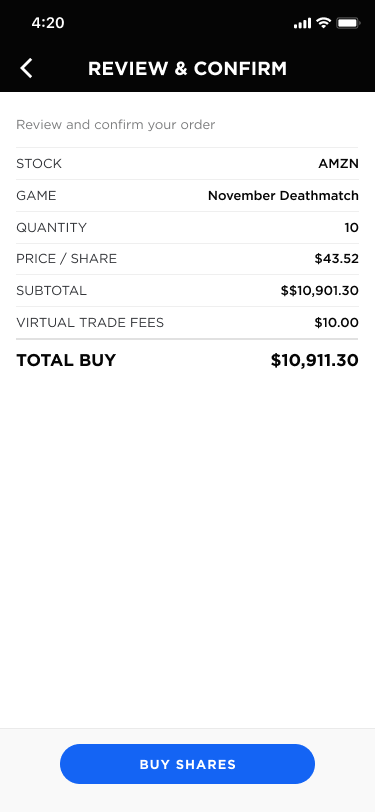 4:20
REVIEW & CONFIRM
Review and confirm your order
STOCK AMZN
GAME November Deathmatch
QUANTITY 10
PRICE / SHARE $43.52
SUBTOTAL $$10,901.30
VIRTUAL TRADE FEES $10.00
TOTAL BUY $10,911.30
BUY SHARES